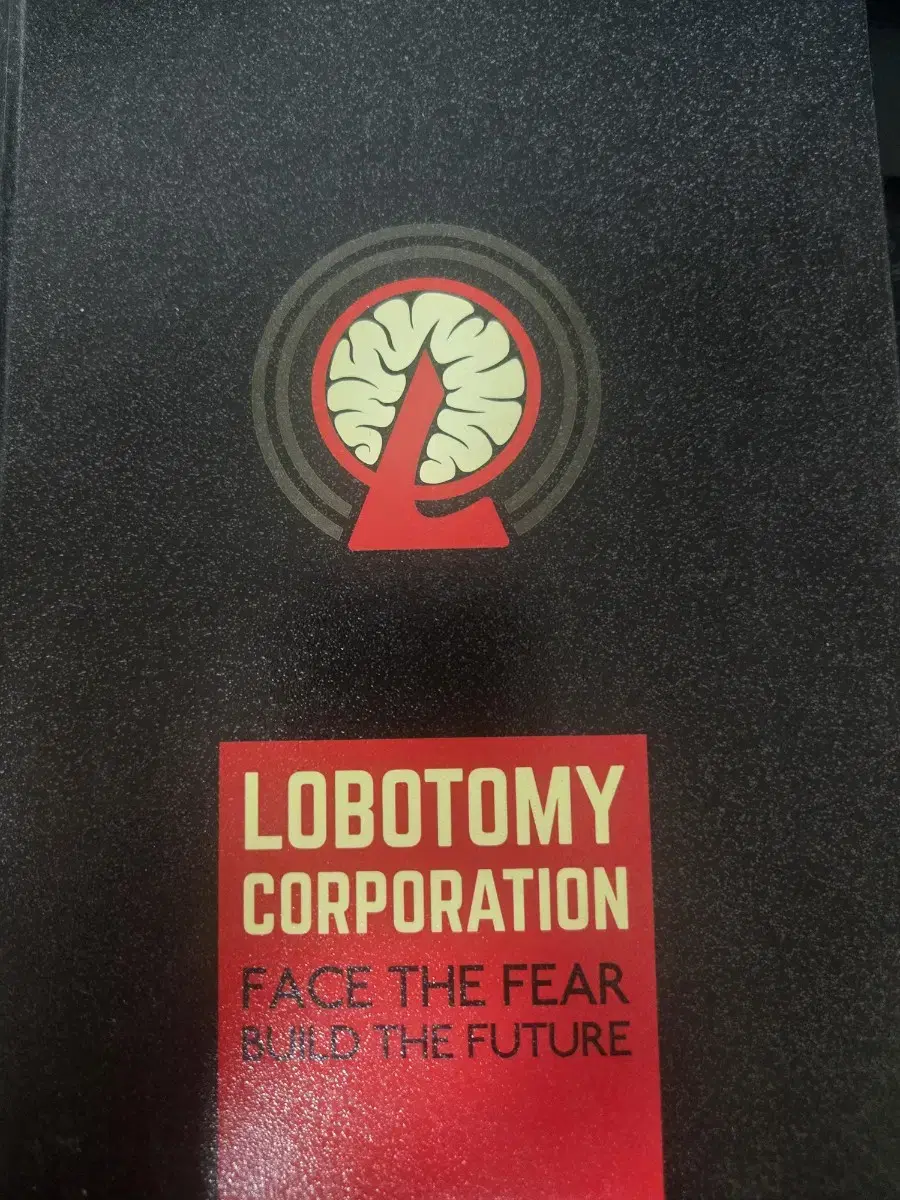 LOBOTOMY
CORPORATION
FACE THE FEAR
BUILD THE FUTURE